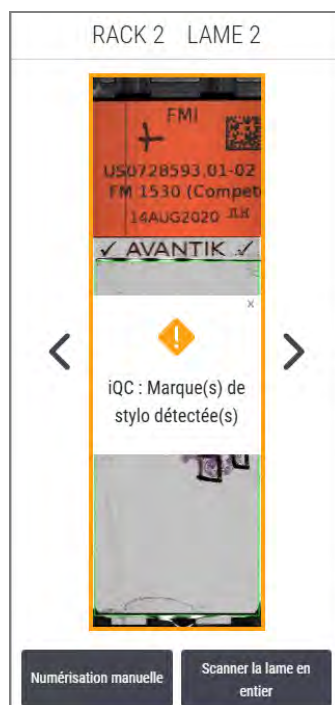 RACK 2 LAME 2
FMI
US0728593.01-02
FM 1530 (Compet
14AUG2020
✓ AVANTIK ✓
×
!
iQC : Marque(s) de
stylo détectée(s)
Numérisation manuelle
Scanner la lame en
entier